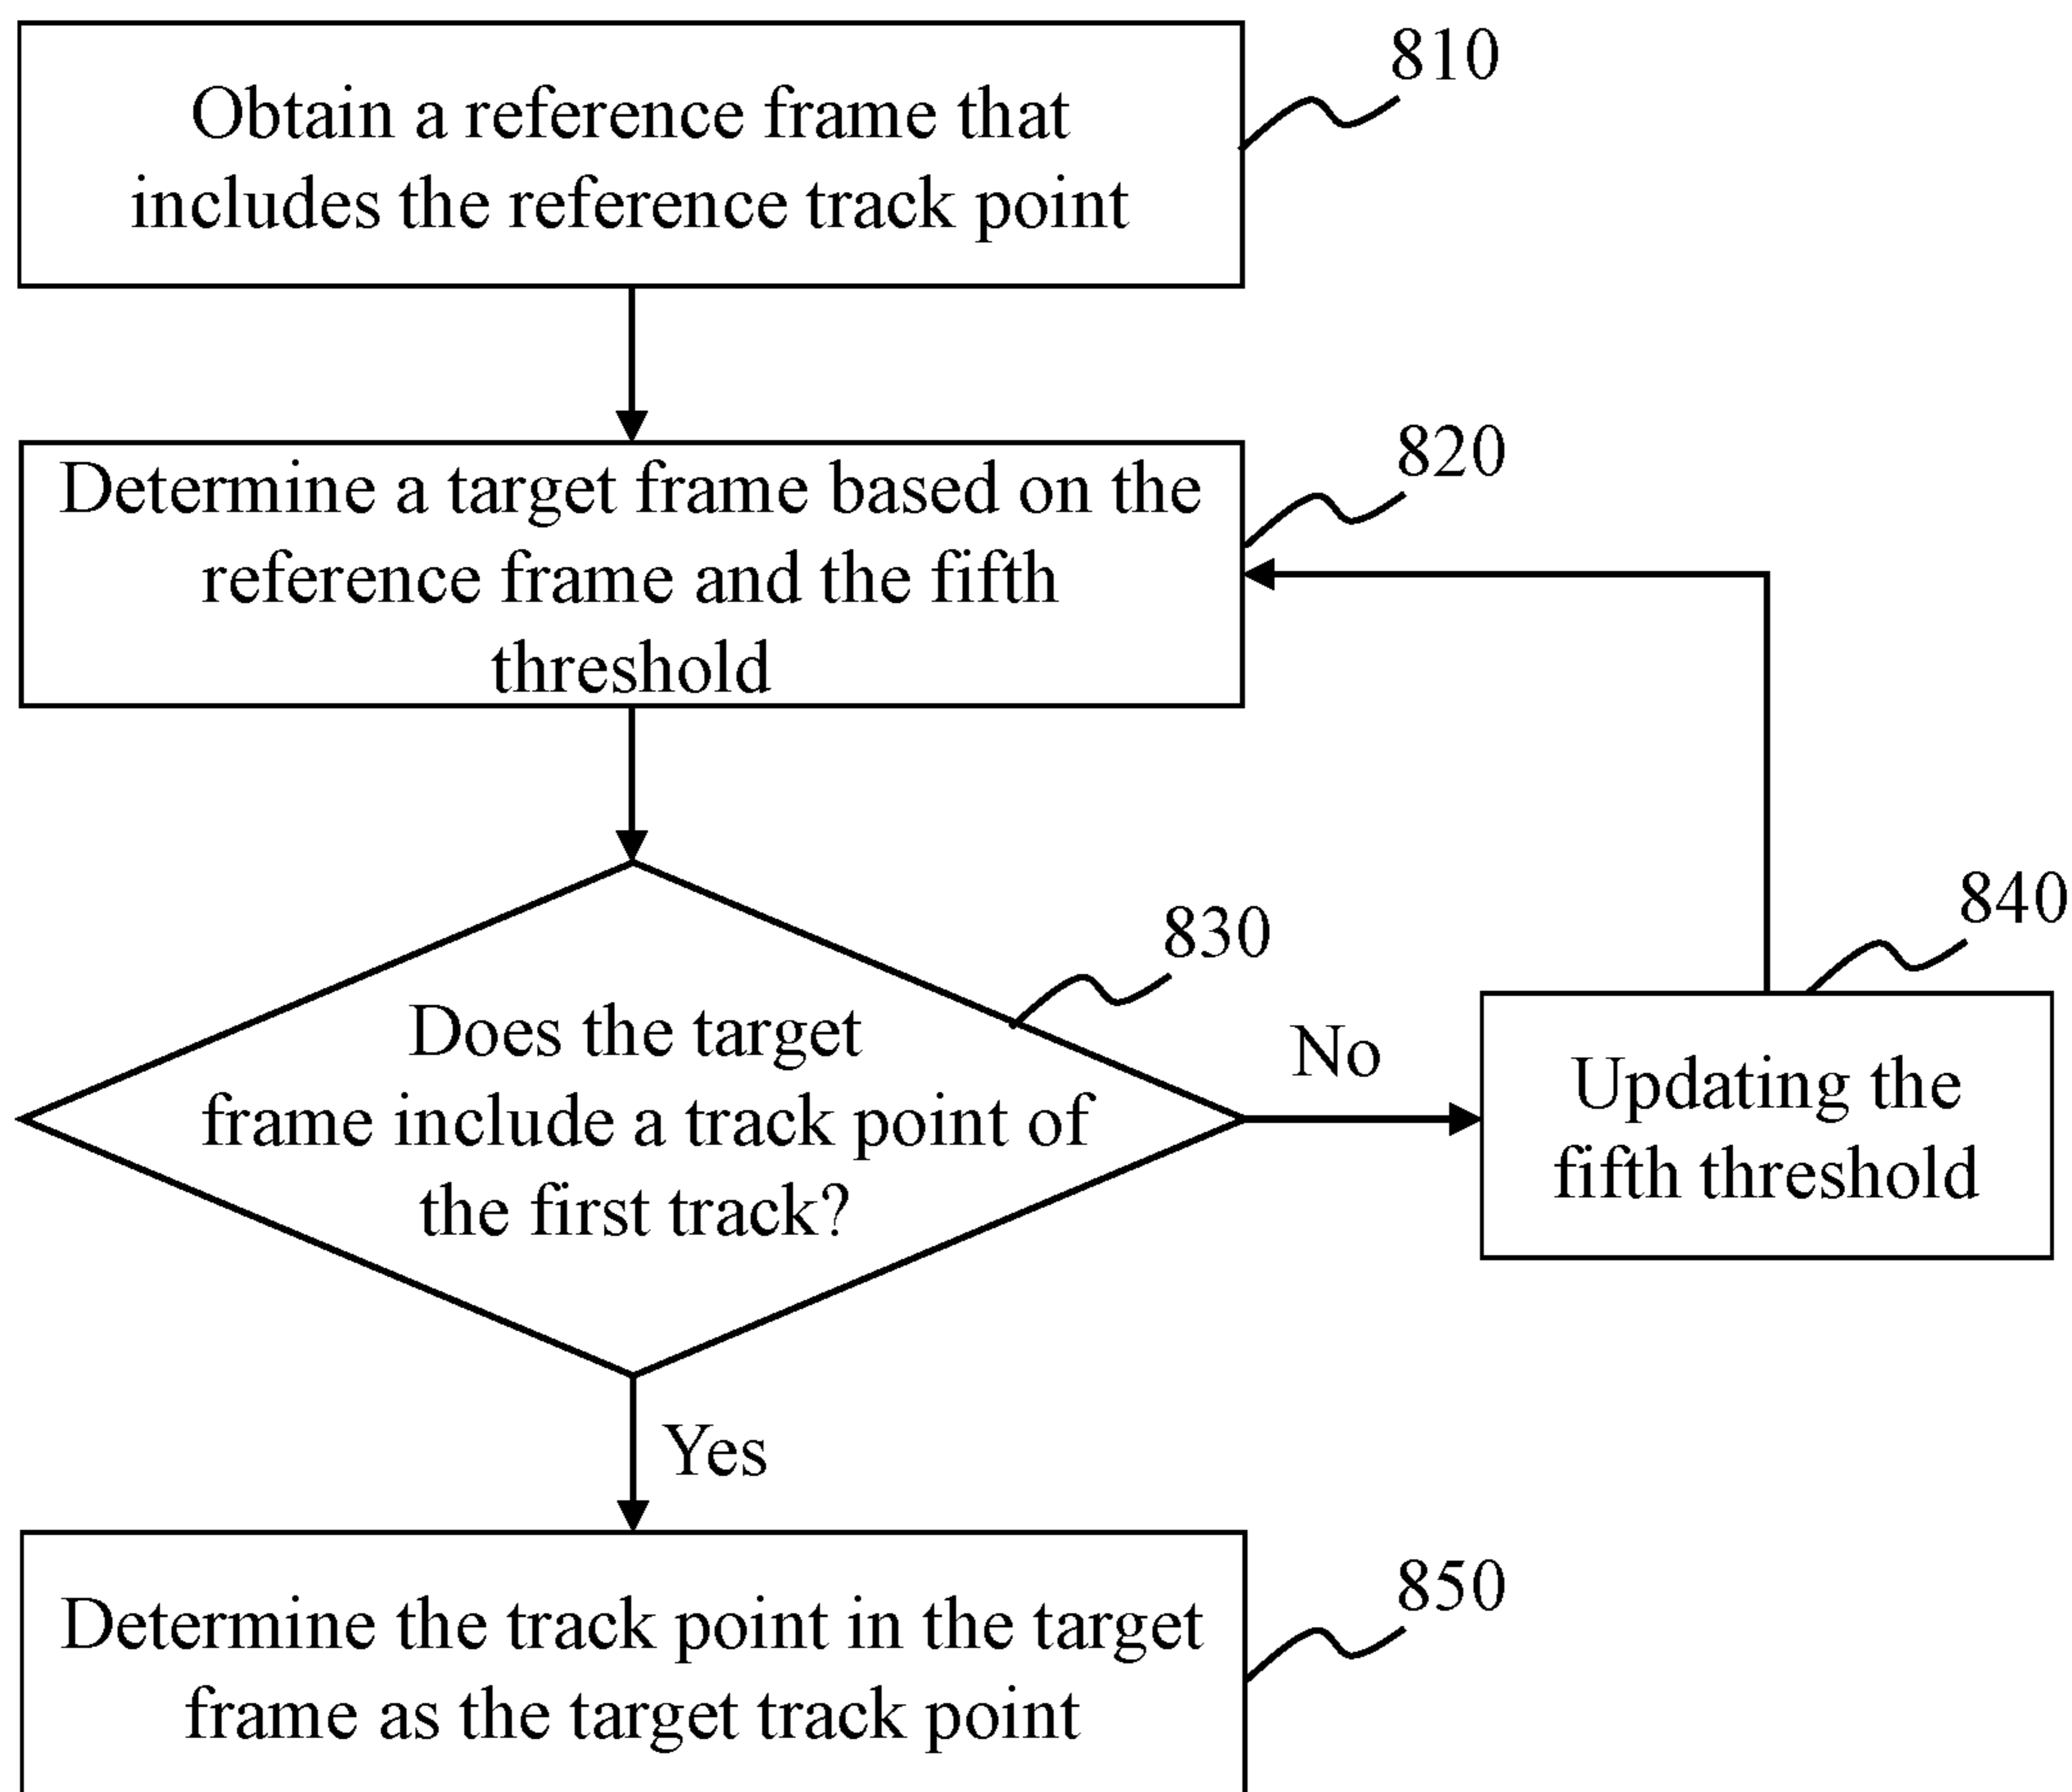 810
Obtain a reference frame that
includes the reference track point
820
Determine a target frame based on the
reference frame and the fifth
threshold
830
Does the target
frame include a track point of
the first track?
No
840
Updating the
fifth threshold
Yes
850
Determine the track point in the target
frame as the target track point